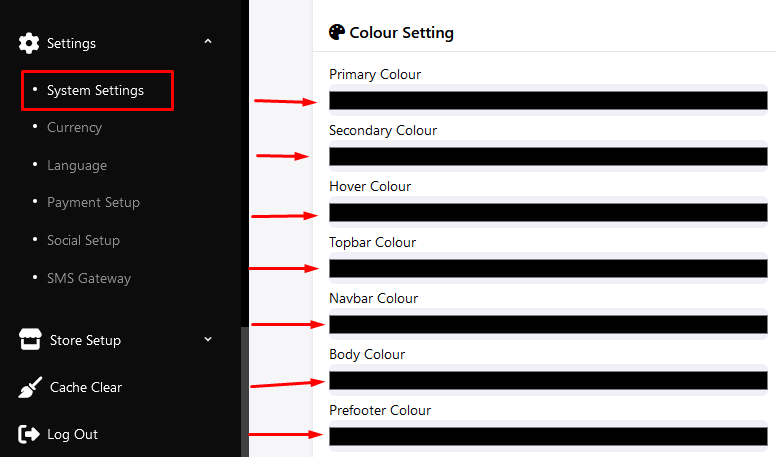 Settings
System Settings
Currency
Language
Payment Setup
Social Setup
SMS Gateway
Store Setup
Cache Clear
Log Out
Colour Setting
Primary Colour
Secondary Colour
Hover Colour
Topbar Colour
Navbar Colour
Body Colour
Prefooter Colour